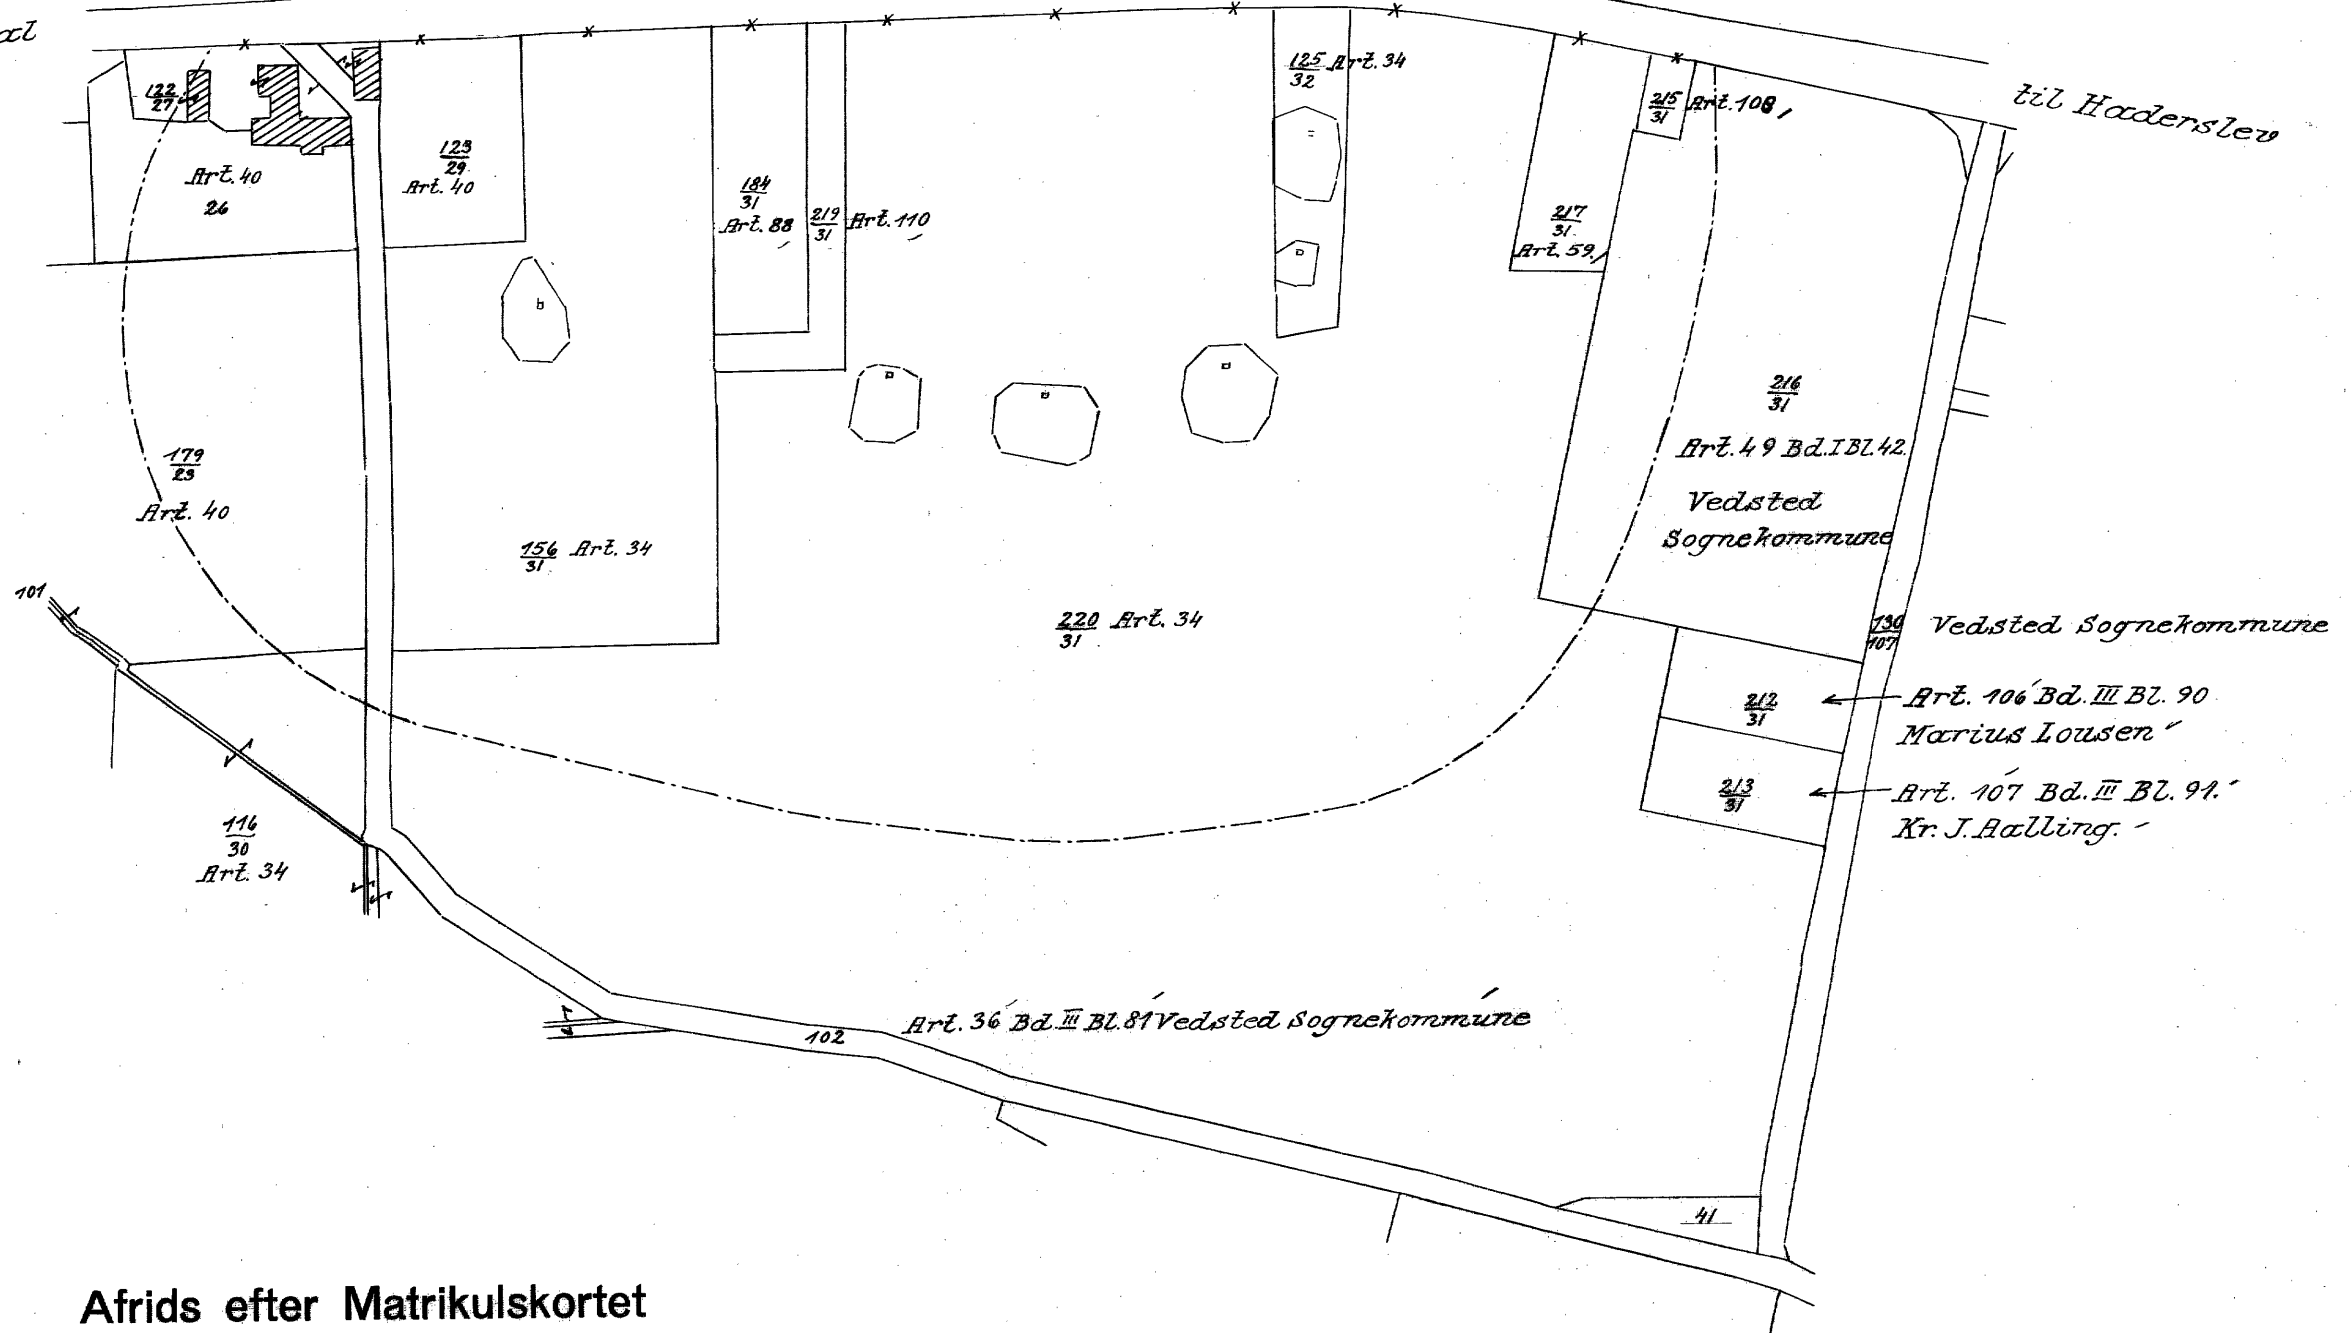 til Haderslev
122
27
Art. 40
26
123
29
Art. 40
184
31
Art. 88
219
31
Art. 110
125
32
Art. 34
215
31
Art. 108
217
31
Art. 59
216
31
Art. 49 Bd. I Bl. 42.
Vedsted
Sognekommune
179
23
Art. 40
156
31
Art. 34
220
31
Art. 34
101
130
107
Vedsted Sognekommune
212
31
Art. 106 Bd. III Bl. 90
Marius Lousen
213
31
Art. 107 Bd. III Bl. 91.
Kr. J. Aalling.
116
30
Art. 34
Art. 36 Bd. III Bl. 81 Vedsted Sognekommune
102
41
Afrids efter Matrikulskortet